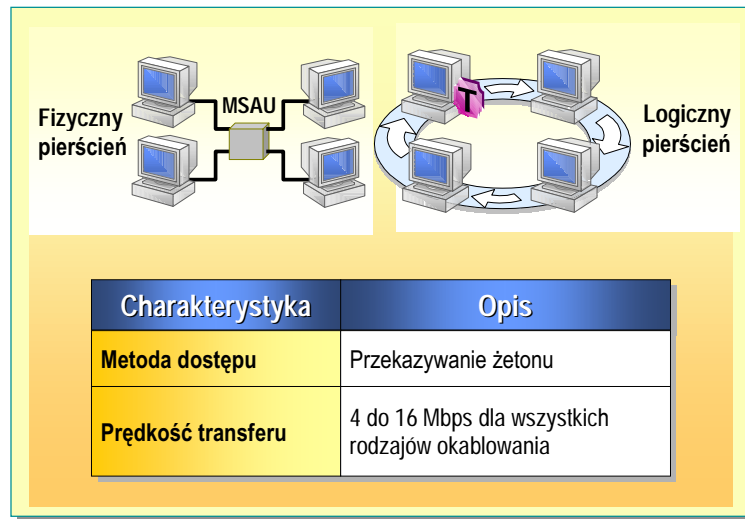 Fizyczny
pierścień
MSAU
T
Logiczny
pierścień
Charakterystyka Opis
Metoda dostępu Przekazywanie żetonu
Prędkość transferu 4 do 16 Mbps dla wszystkich
rodzajów okablowania